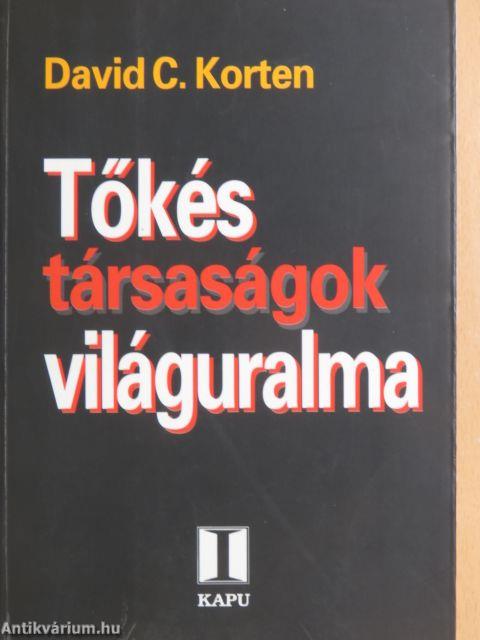 David C. Korten
Tőkés
társaságok
világuralma
KAPU
Antikvárium.hu